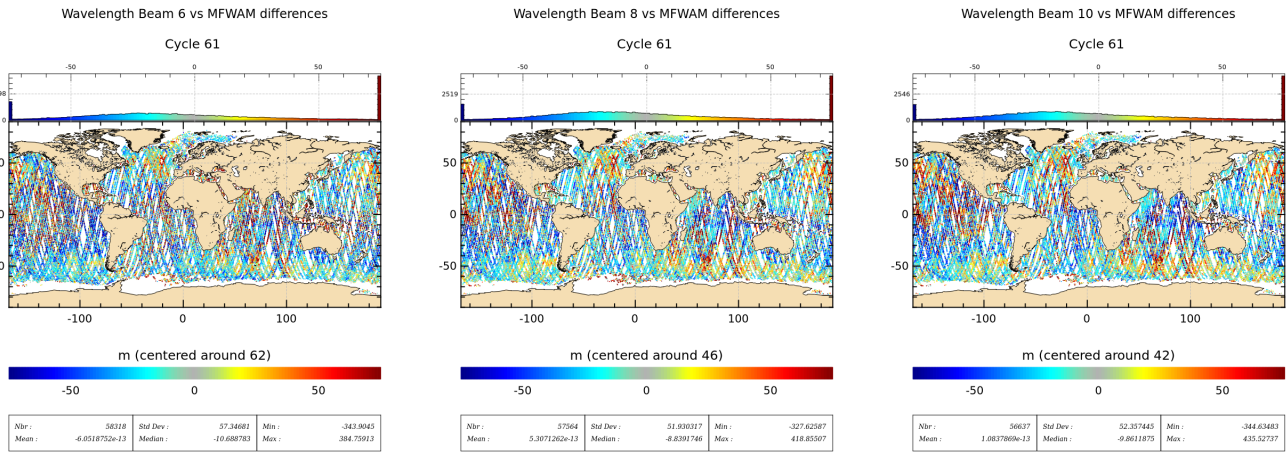 Wavelength Beam 6 vs MFWAM differences
Cycle 61
-50 0 50
98
50
0
0
-100 0 100
m (centered around 62)
-50 0 50
Nbr : 58318 Std Dev : 57.34681 Min : -343.9045
Mean : -6.0518752e-13 Median : -10.688783 Max : 384.75913
Wavelength Beam 8 vs MFWAM differences
Cycle 61
-50 0 50
2519
50
0
-50
-100 0 100
m (centered around 46)
-50 0 50
Nbr : 57564 Std Dev : 51.930317 Min : -327.62587
Mean : 5.3071262e-13 Median : -8.8391746 Max : 418.85507
Wavelength Beam 10 vs MFWAM differences
Cycle 61
-50 0 50
2546
50
0
-50
-100 0 100
m (centered around 42)
-50 0 50
Nbr : 56637 Std Dev : 52.357445 Min : -344.63483
Mean : 1.0837869e-13 Median : -9.8611875 Max : 435.52737